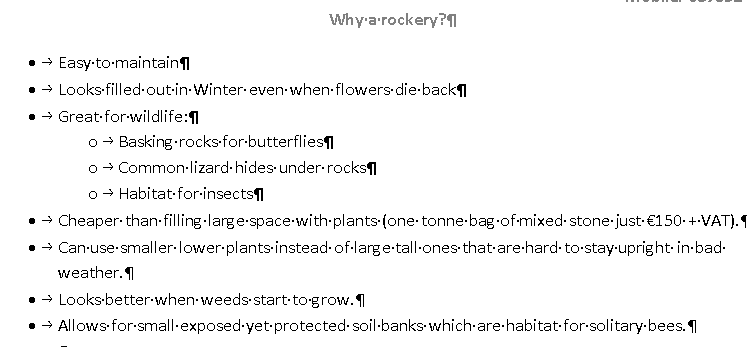 Why a rockery?
• Easy to maintain
• Looks filled out in Winter even when flowers die back
• Great for wildlife:
o Basking rocks for butterflies
o Common lizard hides under rocks
o Habitat for insects
• Cheaper than filling large space with plants (one tonne bag of mixed stone just €150 + VAT).
• Can use smaller lower plants instead of large tall ones that are hard to stay upright in bad
weather.
• Looks better when weeds start to grow.
• Allows for small exposed yet protected soil banks which are habitat for solitary bees.